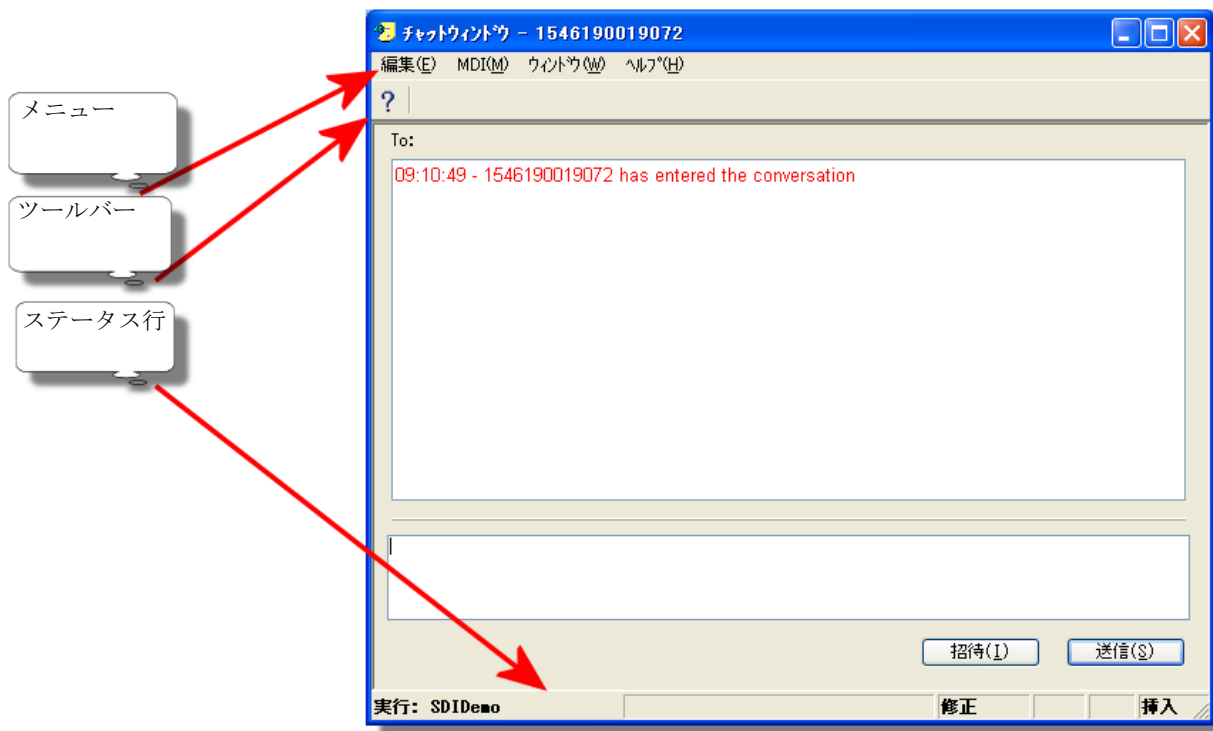 メニュー
ツールバー
ステータス行
チャットウィンドウ - 1546190019072
編集(E) MDI(M) ウィンドウ(W) ヘルプ(H)
?
To:
09:10:49 - 1546190019072 has entered the conversation
招待(I) 送信(S)
実行: SDIDemo 修正 挿入